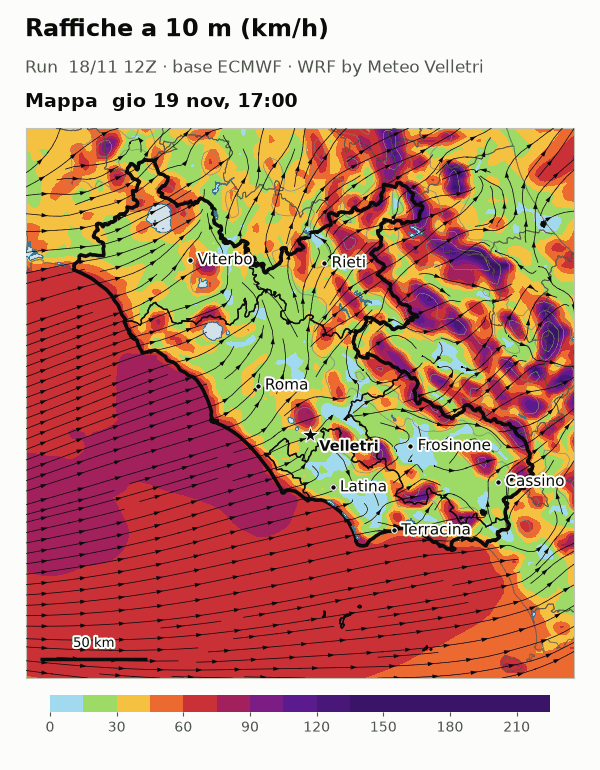 Raffiche a 10 m (km/h)
Run  18/11 12Z · base ECMWF · WRF by Meteo Velletri
Mappa  gio 19 nov, 17:00
Viterbo
Rieti
Roma
Velletri
Frosinone
Latina
Cassino
Terracina
50 km
0 30 60 90 120 150 180 210